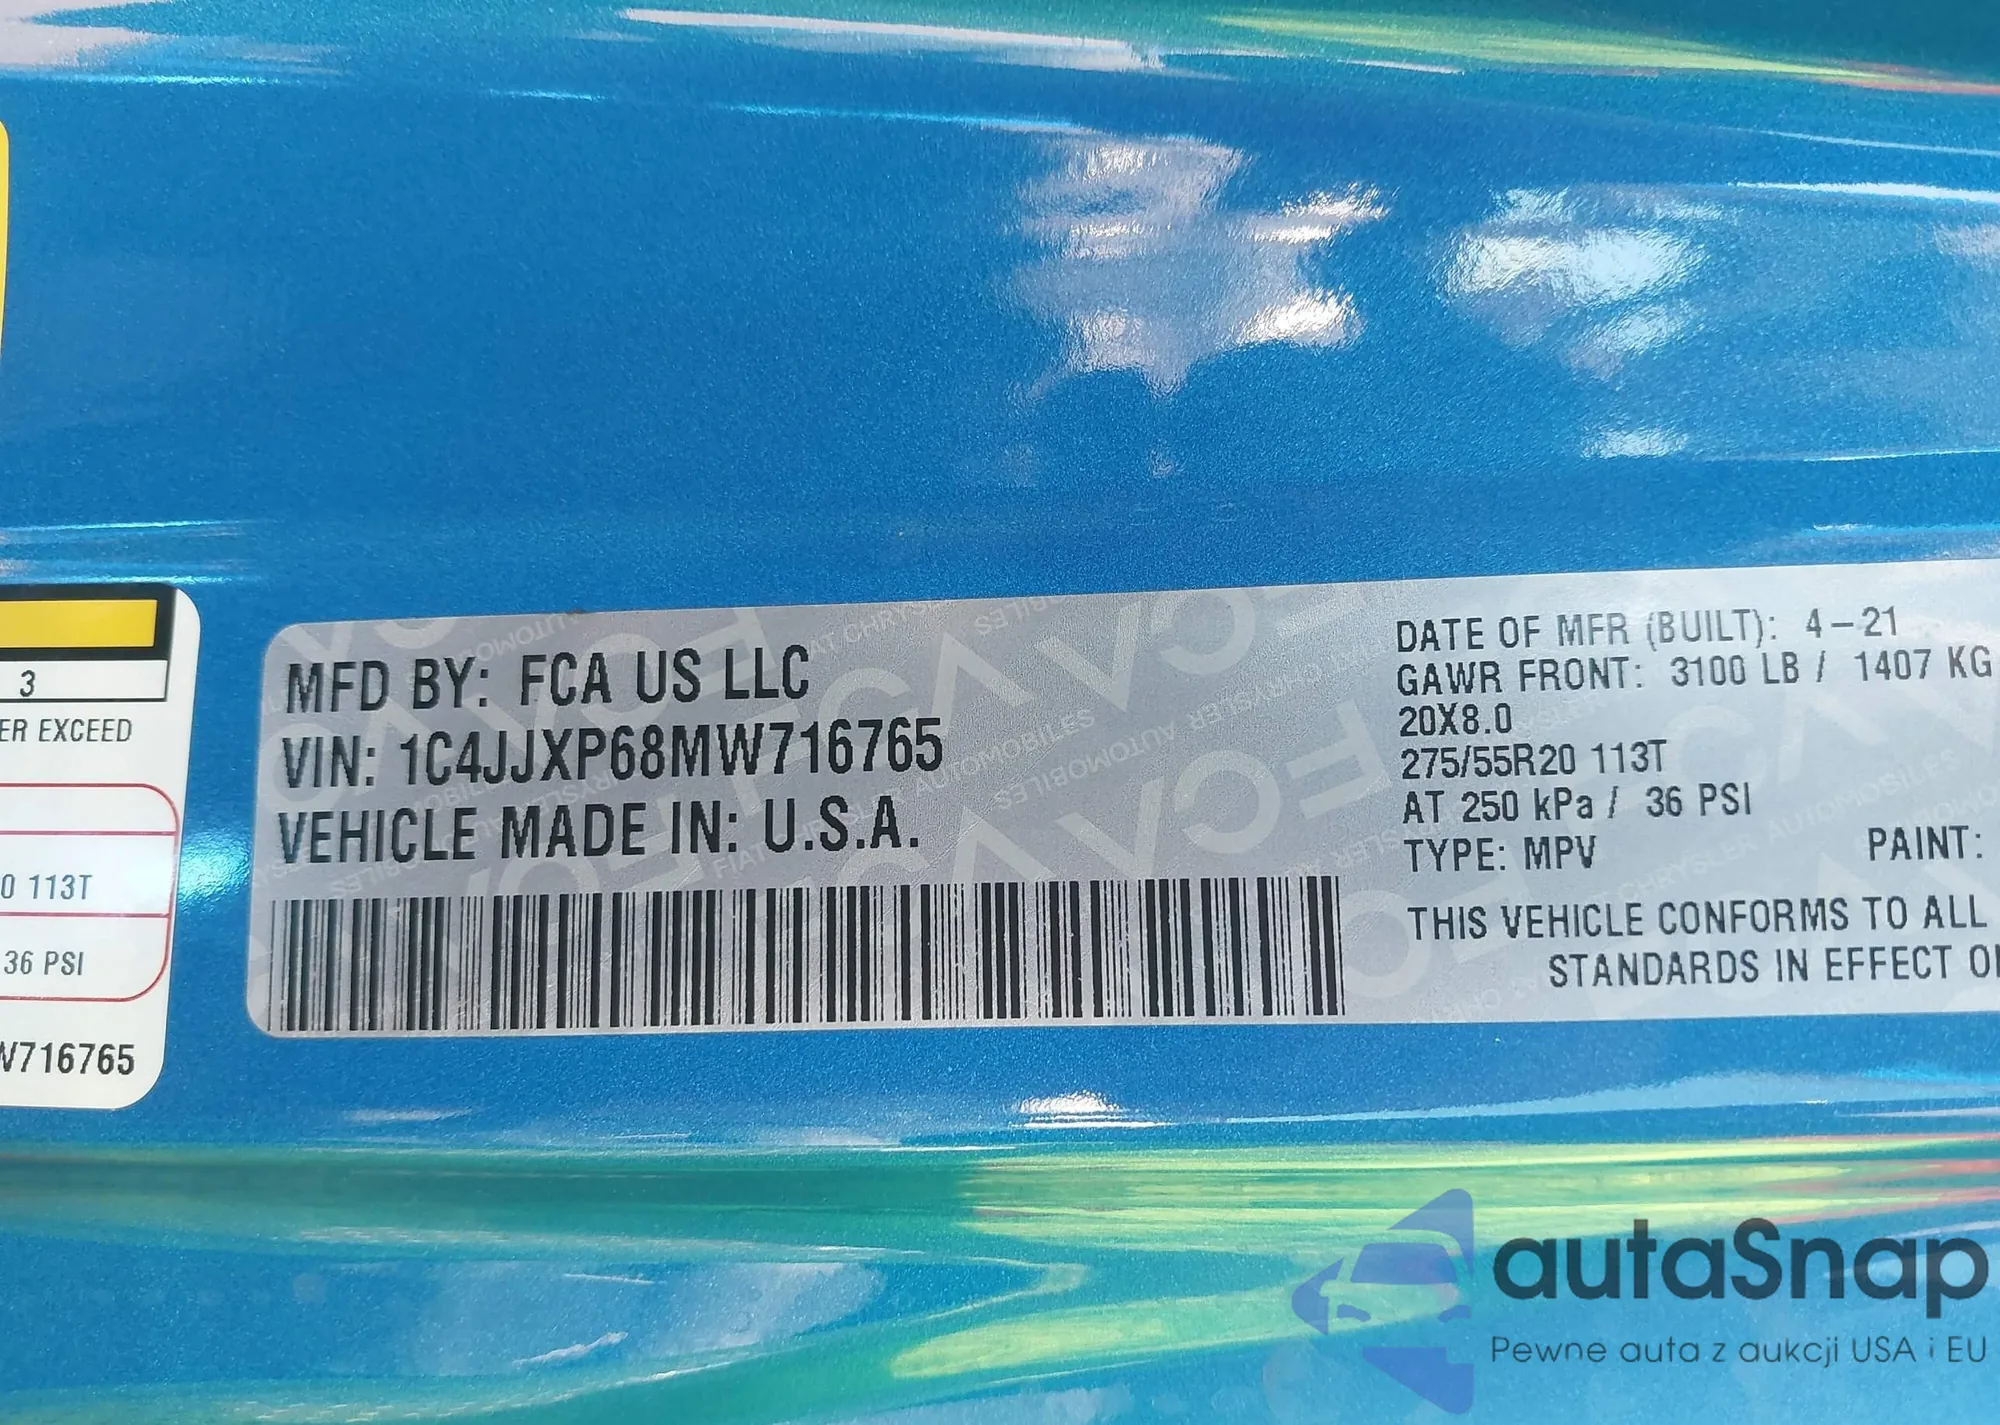 3
ER EXCEED
0 113T
36 PSI
W716765
MFD BY: FCA US LLC
VIN: 1C4JJXP68MW716765
VEHICLE MADE IN: U.S.A.
DATE OF MFR (BUILT): 4-21
GAWR FRONT: 3100 LB / 1407 KG
20X8.0
275/55R20 113T
AT 250 kPa / 36 PSI
TYPE: MPV PAINT:
THIS VEHICLE CONFORMS TO ALL
STANDARDS IN EFFECT
autaSnap
Pewne auta z aukcji USA i EU